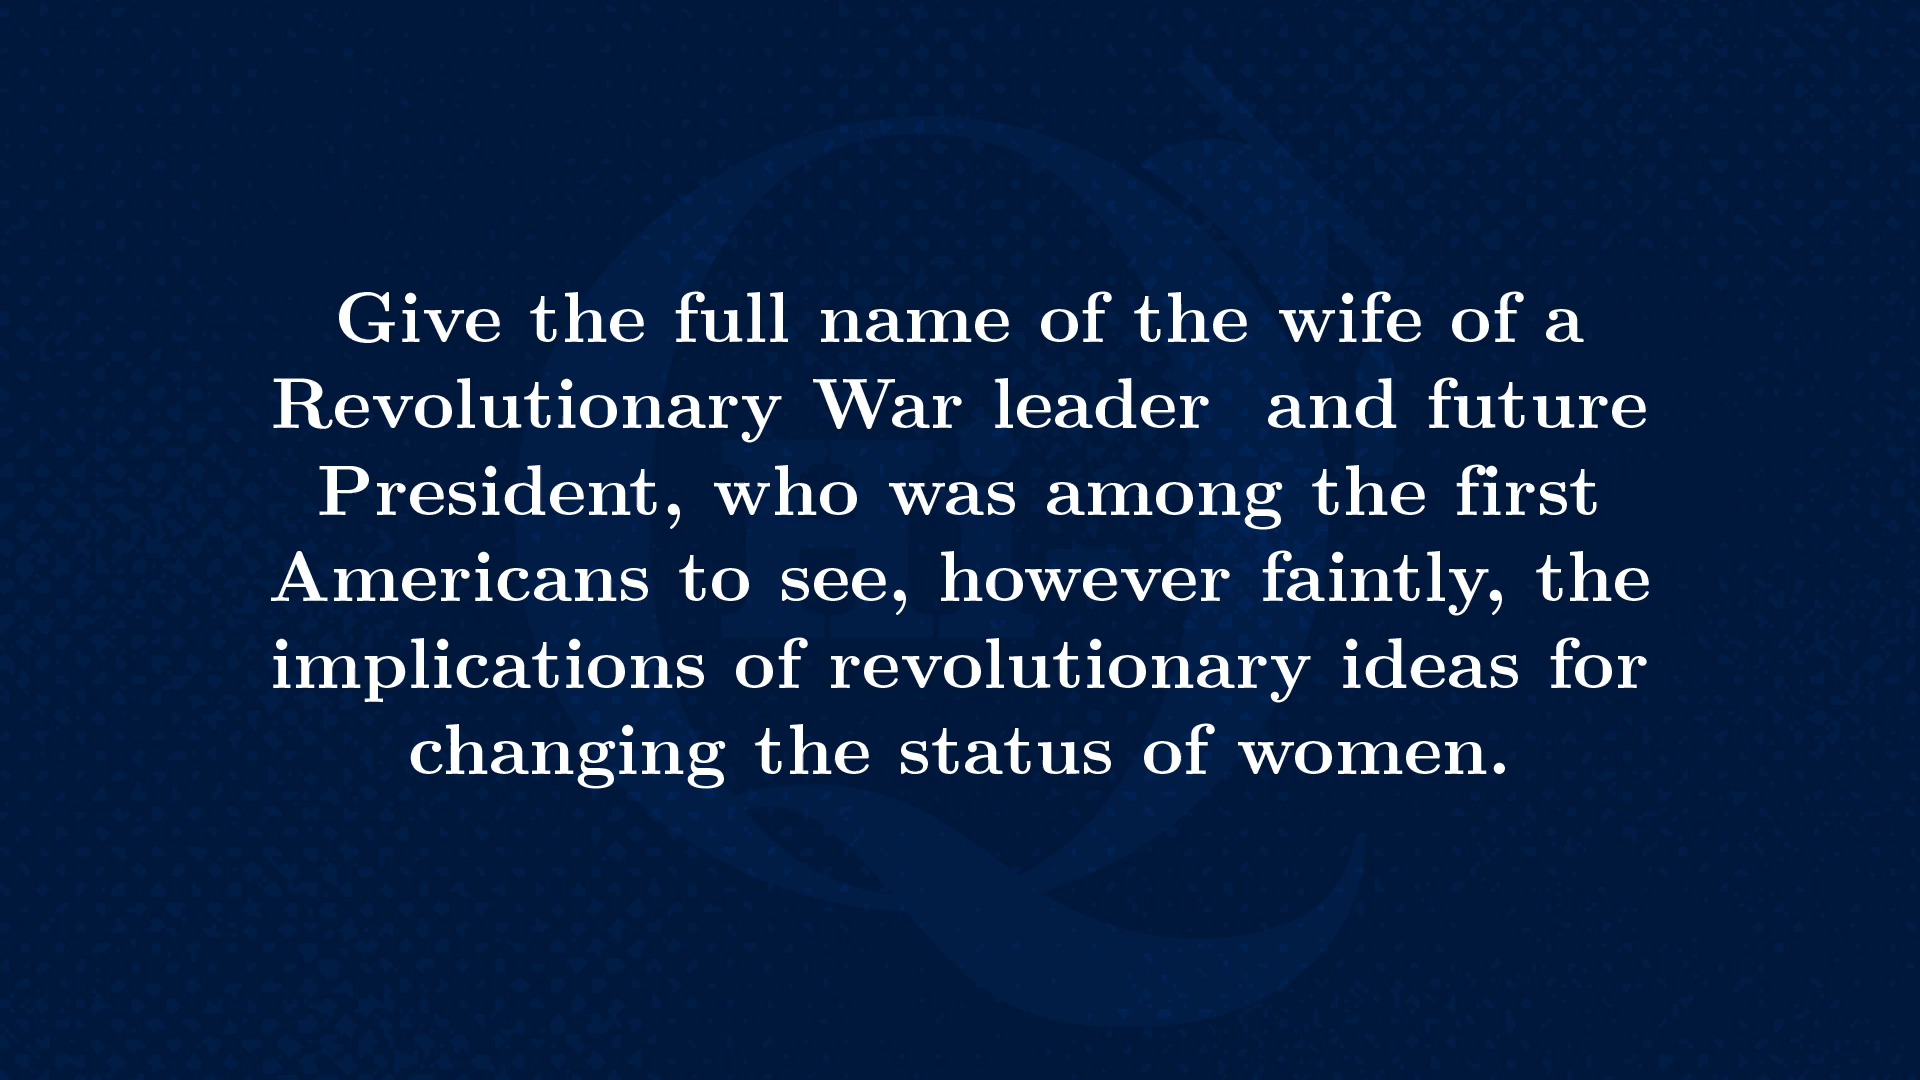 Give the full name of the wife of a
Revolutionary War leader  and future
President, who was among the first
Americans to see, however faintly, the
implications of revolutionary ideas for
changing the status of women.